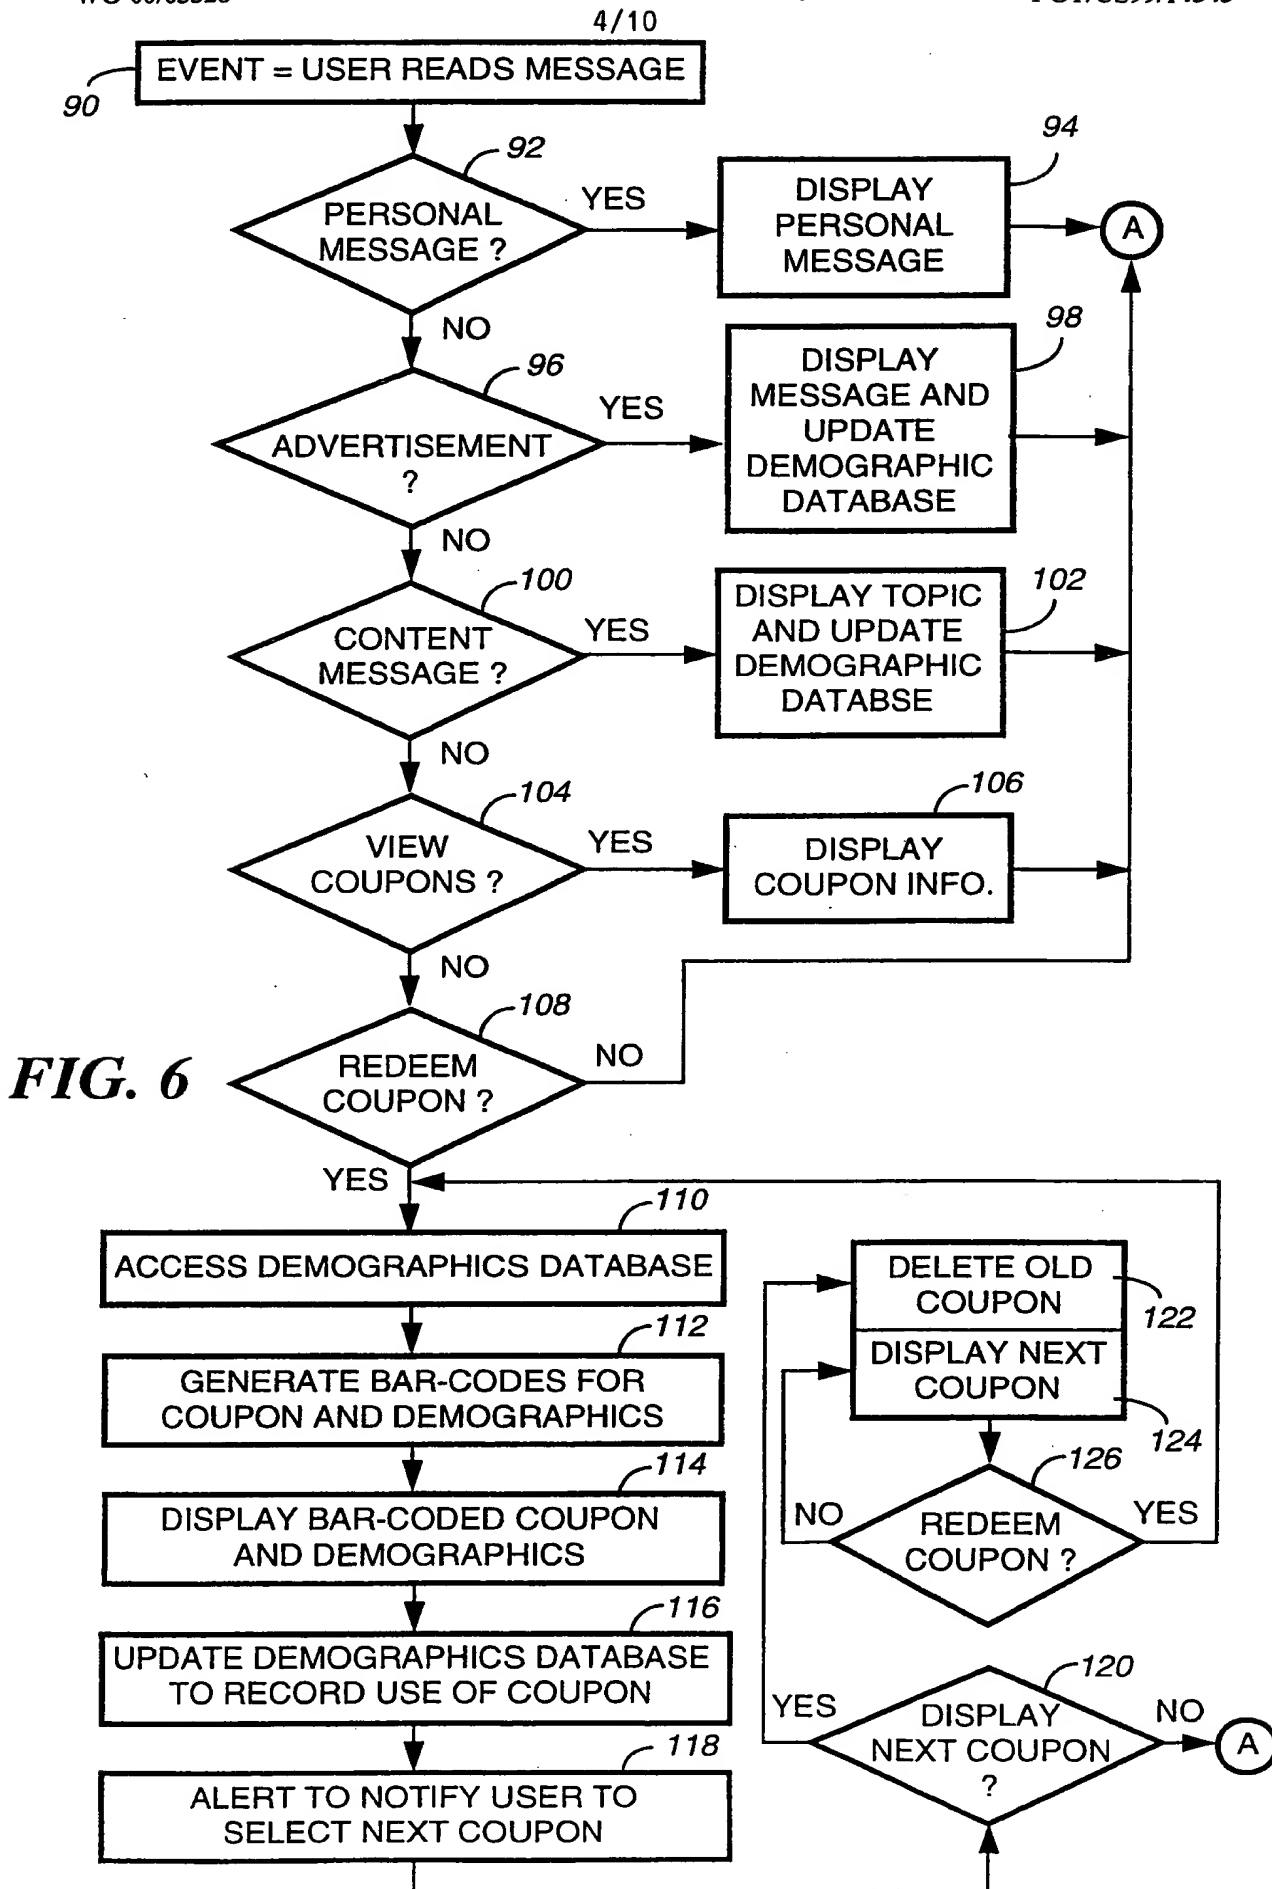 4/10
EVENT = USER READS MESSAGE
90
92
PERSONAL
MESSAGE ?
YES
NO
94
DISPLAY
PERSONAL
MESSAGE
A
96
ADVERTISEMENT
?
YES
NO
98
DISPLAY
MESSAGE AND
UPDATE
DEMOGRAPHIC
DATABASE
100
CONTENT
MESSAGE ?
YES
NO
102
DISPLAY TOPIC
AND UPDATE
DEMOGRAPHIC
DATABSE
104
VIEW
COUPONS ?
YES
NO
106
DISPLAY
COUPON INFO.
108
REDEEM
COUPON ?
NO
YES
FIG. 6
110
ACCESS DEMOGRAPHICS DATABASE
112
GENERATE BAR-CODES FOR
COUPON AND DEMOGRAPHICS
114
DISPLAY BAR-CODED COUPON
AND DEMOGRAPHICS
116
UPDATE DEMOGRAPHICS DATABASE
TO RECORD USE OF COUPON
118
ALERT TO NOTIFY USER TO
SELECT NEXT COUPON
DELETE OLD
COUPON
122
DISPLAY NEXT
COUPON
124
126
REDEEM
COUPON ?
NO
YES
120
DISPLAY
NEXT COUPON
?
YES
NO
A